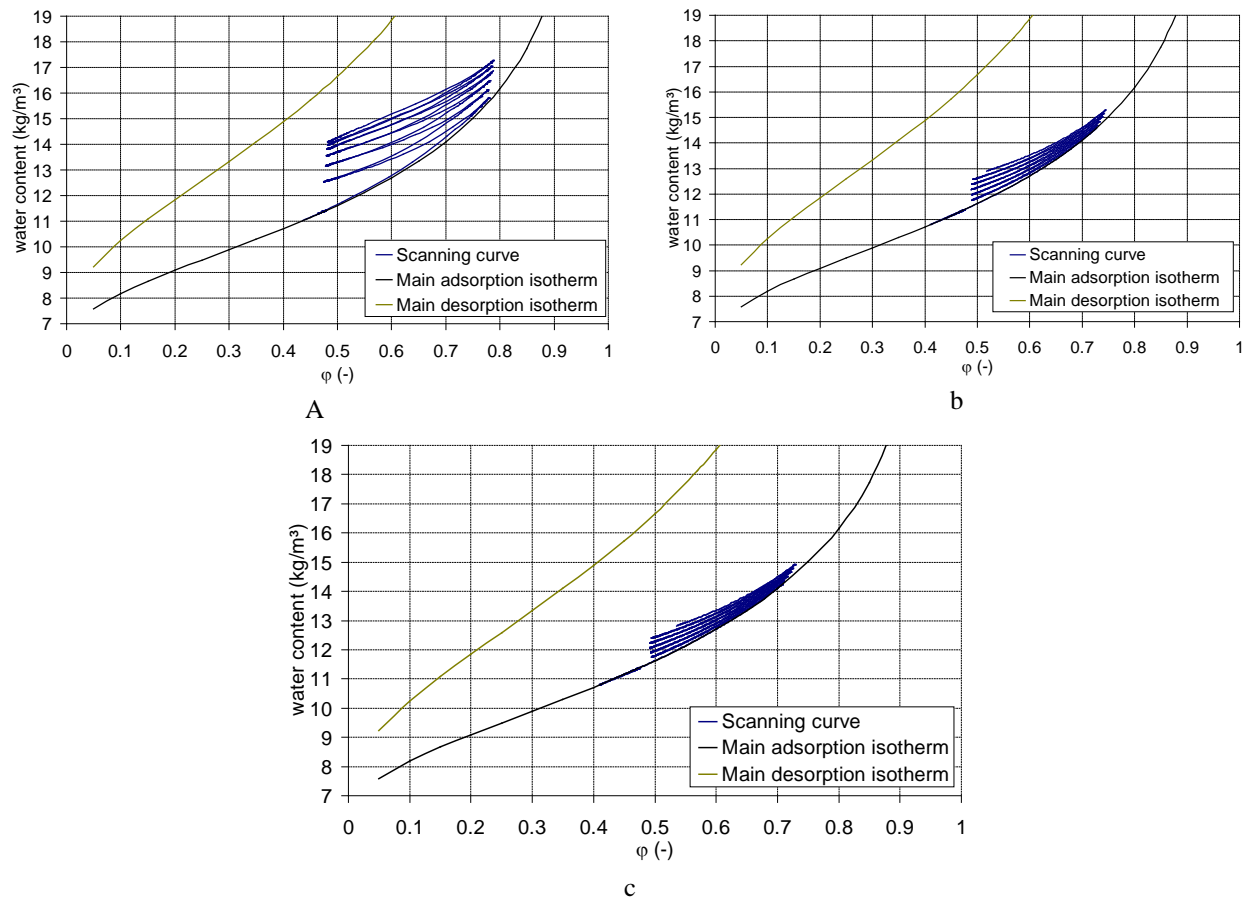 19
18
17
16
15
14
13
12
11
10
9
8
7
water content (kg/m³)
0 0.1 0.2 0.3 0.4 0.5 0.6 0.7 0.8 0.9 1
φ (-)
Scanning curve
Main adsorption isotherm
Main desorption isotherm
A
19
18
17
16
15
14
13
12
11
10
9
8
7
water content (kg/m³)
0 0.1 0.2 0.3 0.4 0.5 0.6 0.7 0.8 0.9 1
φ (-)
Scanning curve
Main adsorption isotherm
Main desorption isotherm
b
19
18
17
16
15
14
13
12
11
10
9
8
7
water content (kg/m³)
0 0.1 0.2 0.3 0.4 0.5 0.6 0.7 0.8 0.9 1
φ (-)
Scanning curve
Main adsorption isotherm
Main desorption isotherm
c